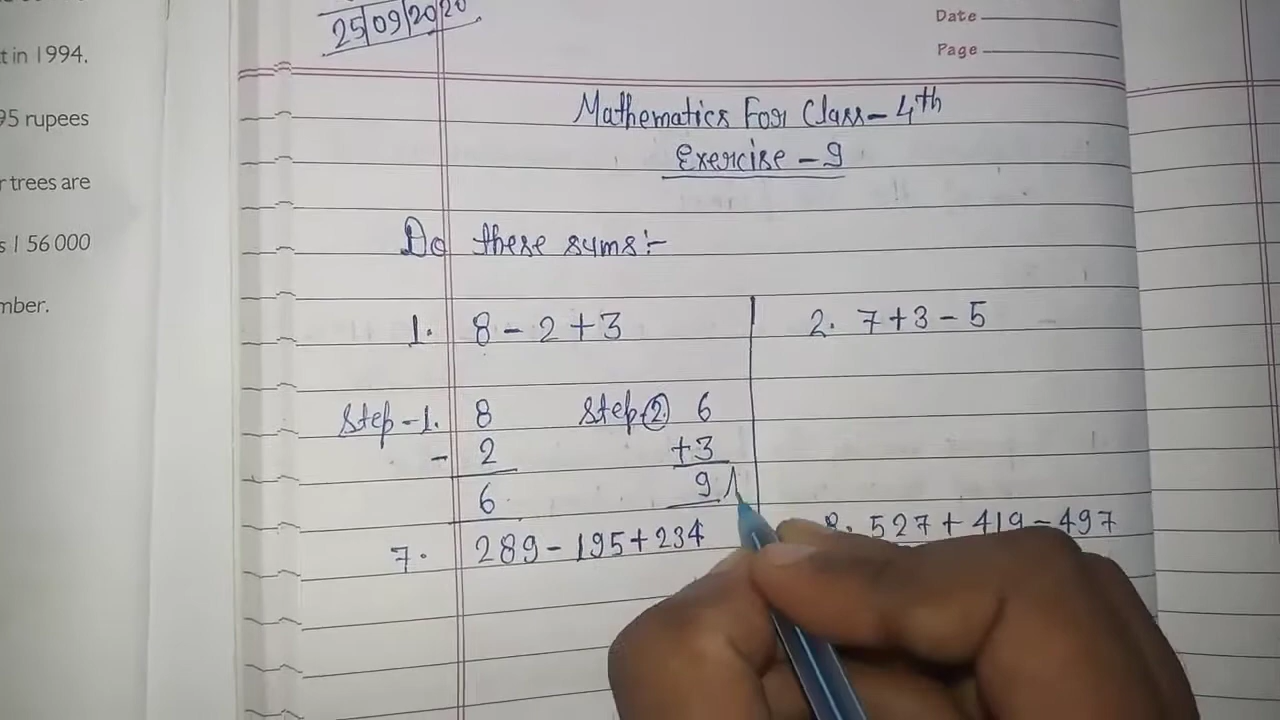 t in 1994.
95 rupees
r trees are
s 1 56 000
mber.
25/09/2020
Date
Page
Mathematics For Class-4th
Exercise - 9
Do these sums:-
1. 8 - 2 + 3
2. 7 + 3 - 5
Step-1. 8 Step② 6
- 2 +3
6 9
7. 289 - 195 + 234
8. 527 + 419 - 497